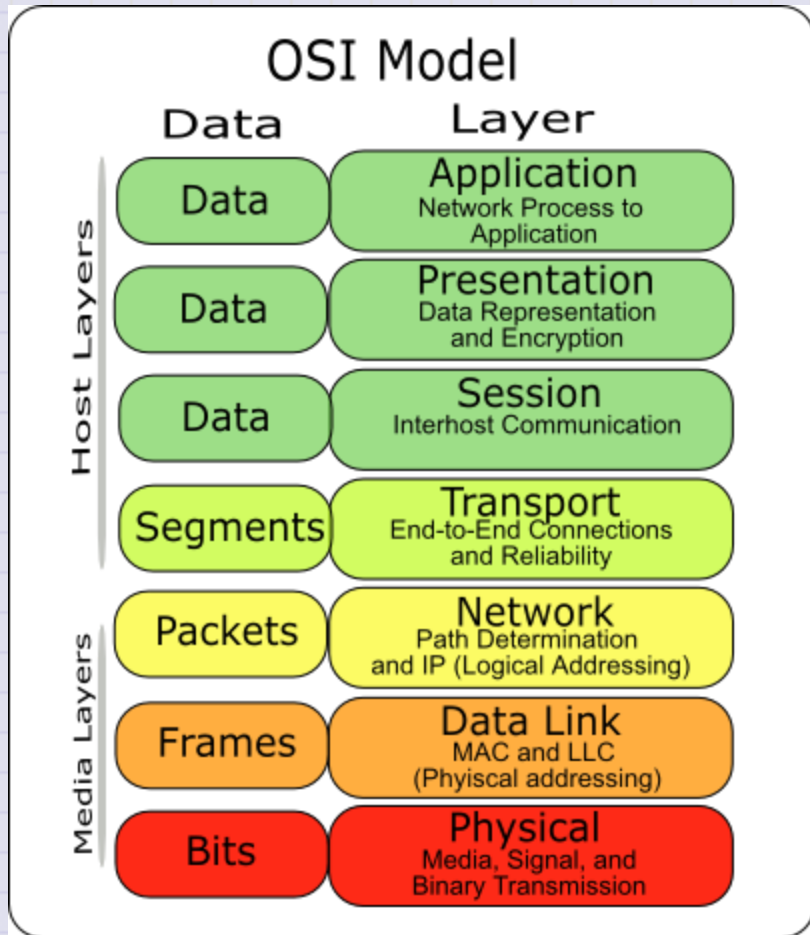 OSI Model
Data
Layer
Host Layers
Data
Application
Network Process to
Application
Data
Presentation
Data Representation
and Encryption
Data
Session
Interhost Communication
Segments
Transport
End-to-End Connections
and Reliability
Media Layers
Packets
Network
Path Determination
and IP (Logical Addressing)
Frames
Data Link
MAC and LLC
(Phyiscal addressing)
Bits
Physical
Media, Signal, and
Binary Transmission